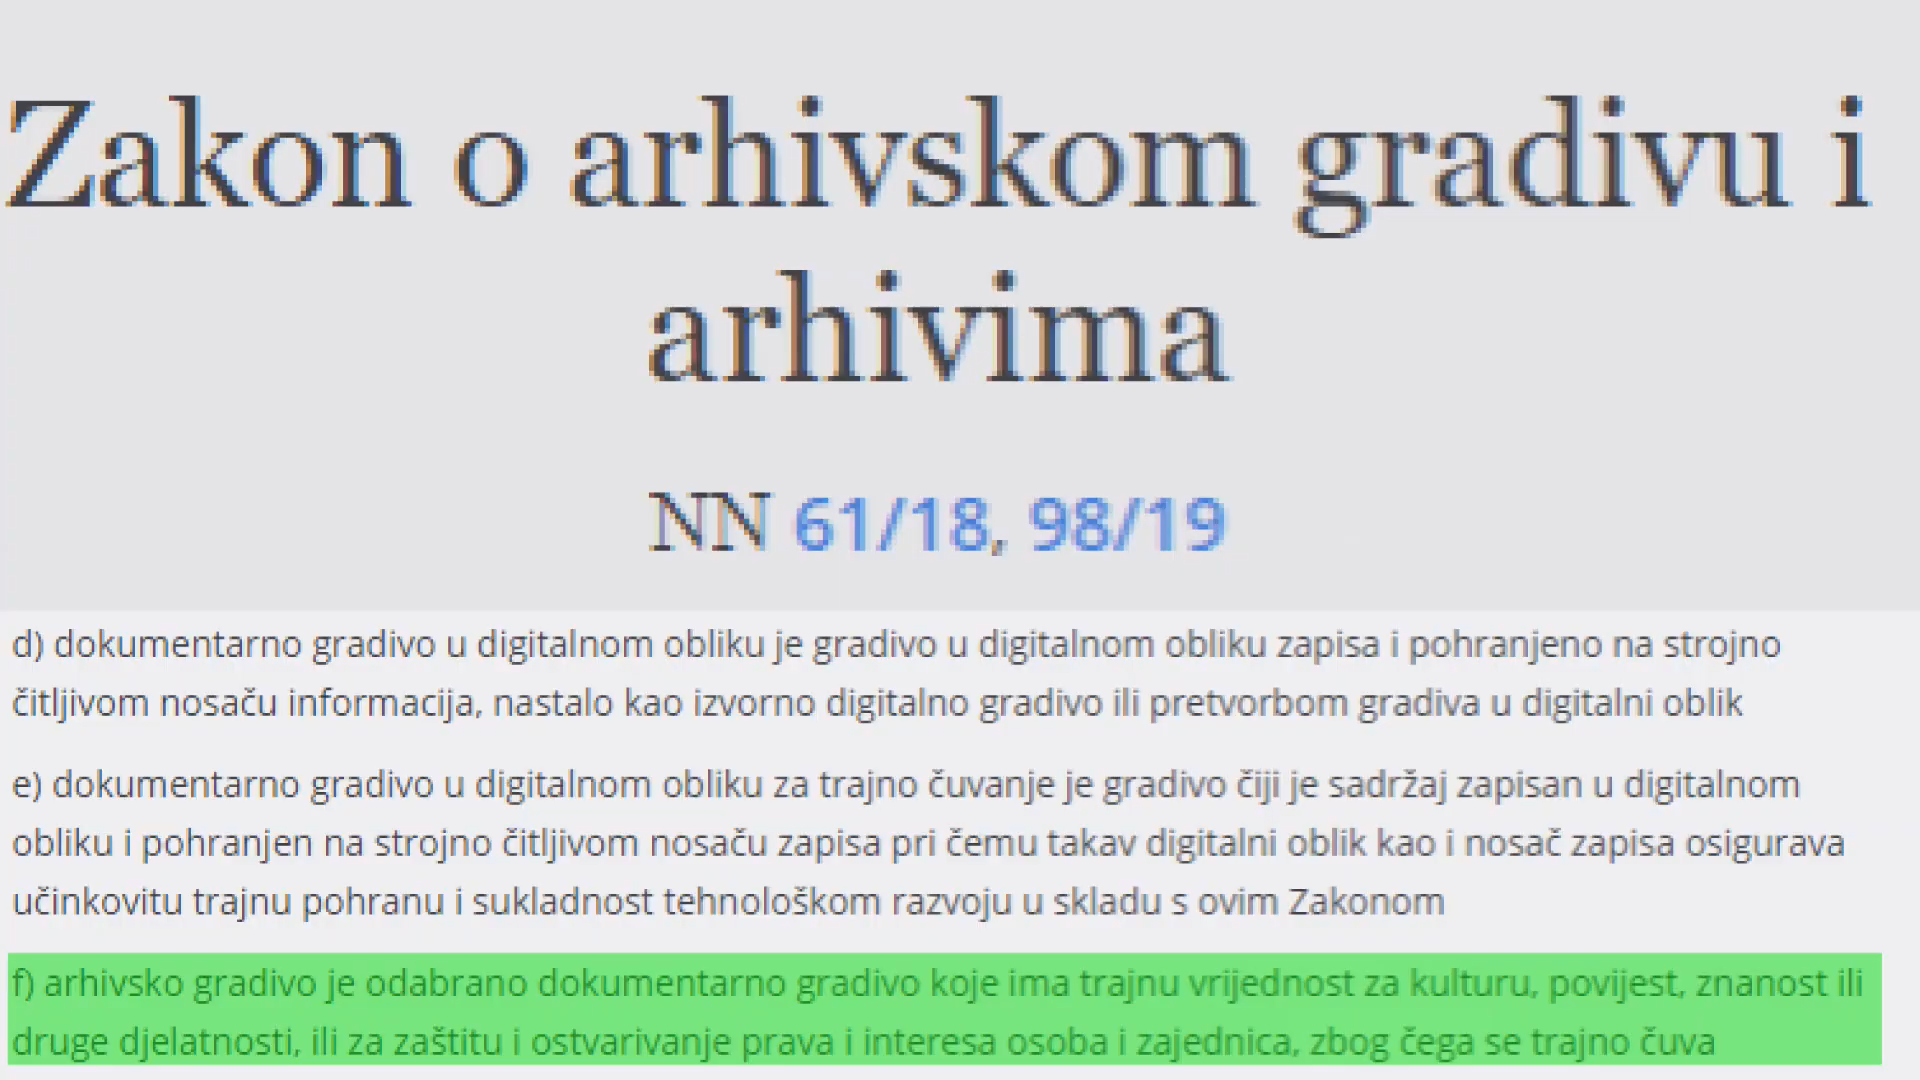 Zakon o arhivskom gradivu i
arhivima
NN 61/18, 98/19
d) dokumentarno gradivo u digitalnom obliku je gradivo u digitalnom obliku zapisa i pohranjeno na strojno
čitljivom nosaču informacija, nastalo kao izvorno digitalno gradivo ili pretvorbom gradiva u digitalni oblik
e) dokumentarno gradivo u digitalnom obliku za trajno čuvanje je gradivo čiji je sadržaj zapisan u digitalnom
obliku i pohranjen na strojno čitljivom nosaču zapisa pri čemu takav digitalni oblik kao i nosač zapisa osigurava
učinkovitu trajnu pohranu i sukladnost tehnološkom razvoju u skladu s ovim Zakonom
f) arhivsko gradivo je odabrano dokumentarno gradivo koje ima trajnu vrijednost za kulturu, povijest, znanost ili
druge djelatnosti, ili za zaštitu i ostvarivanje prava i interesa osoba i zajednica, zbog čega se trajno čuva